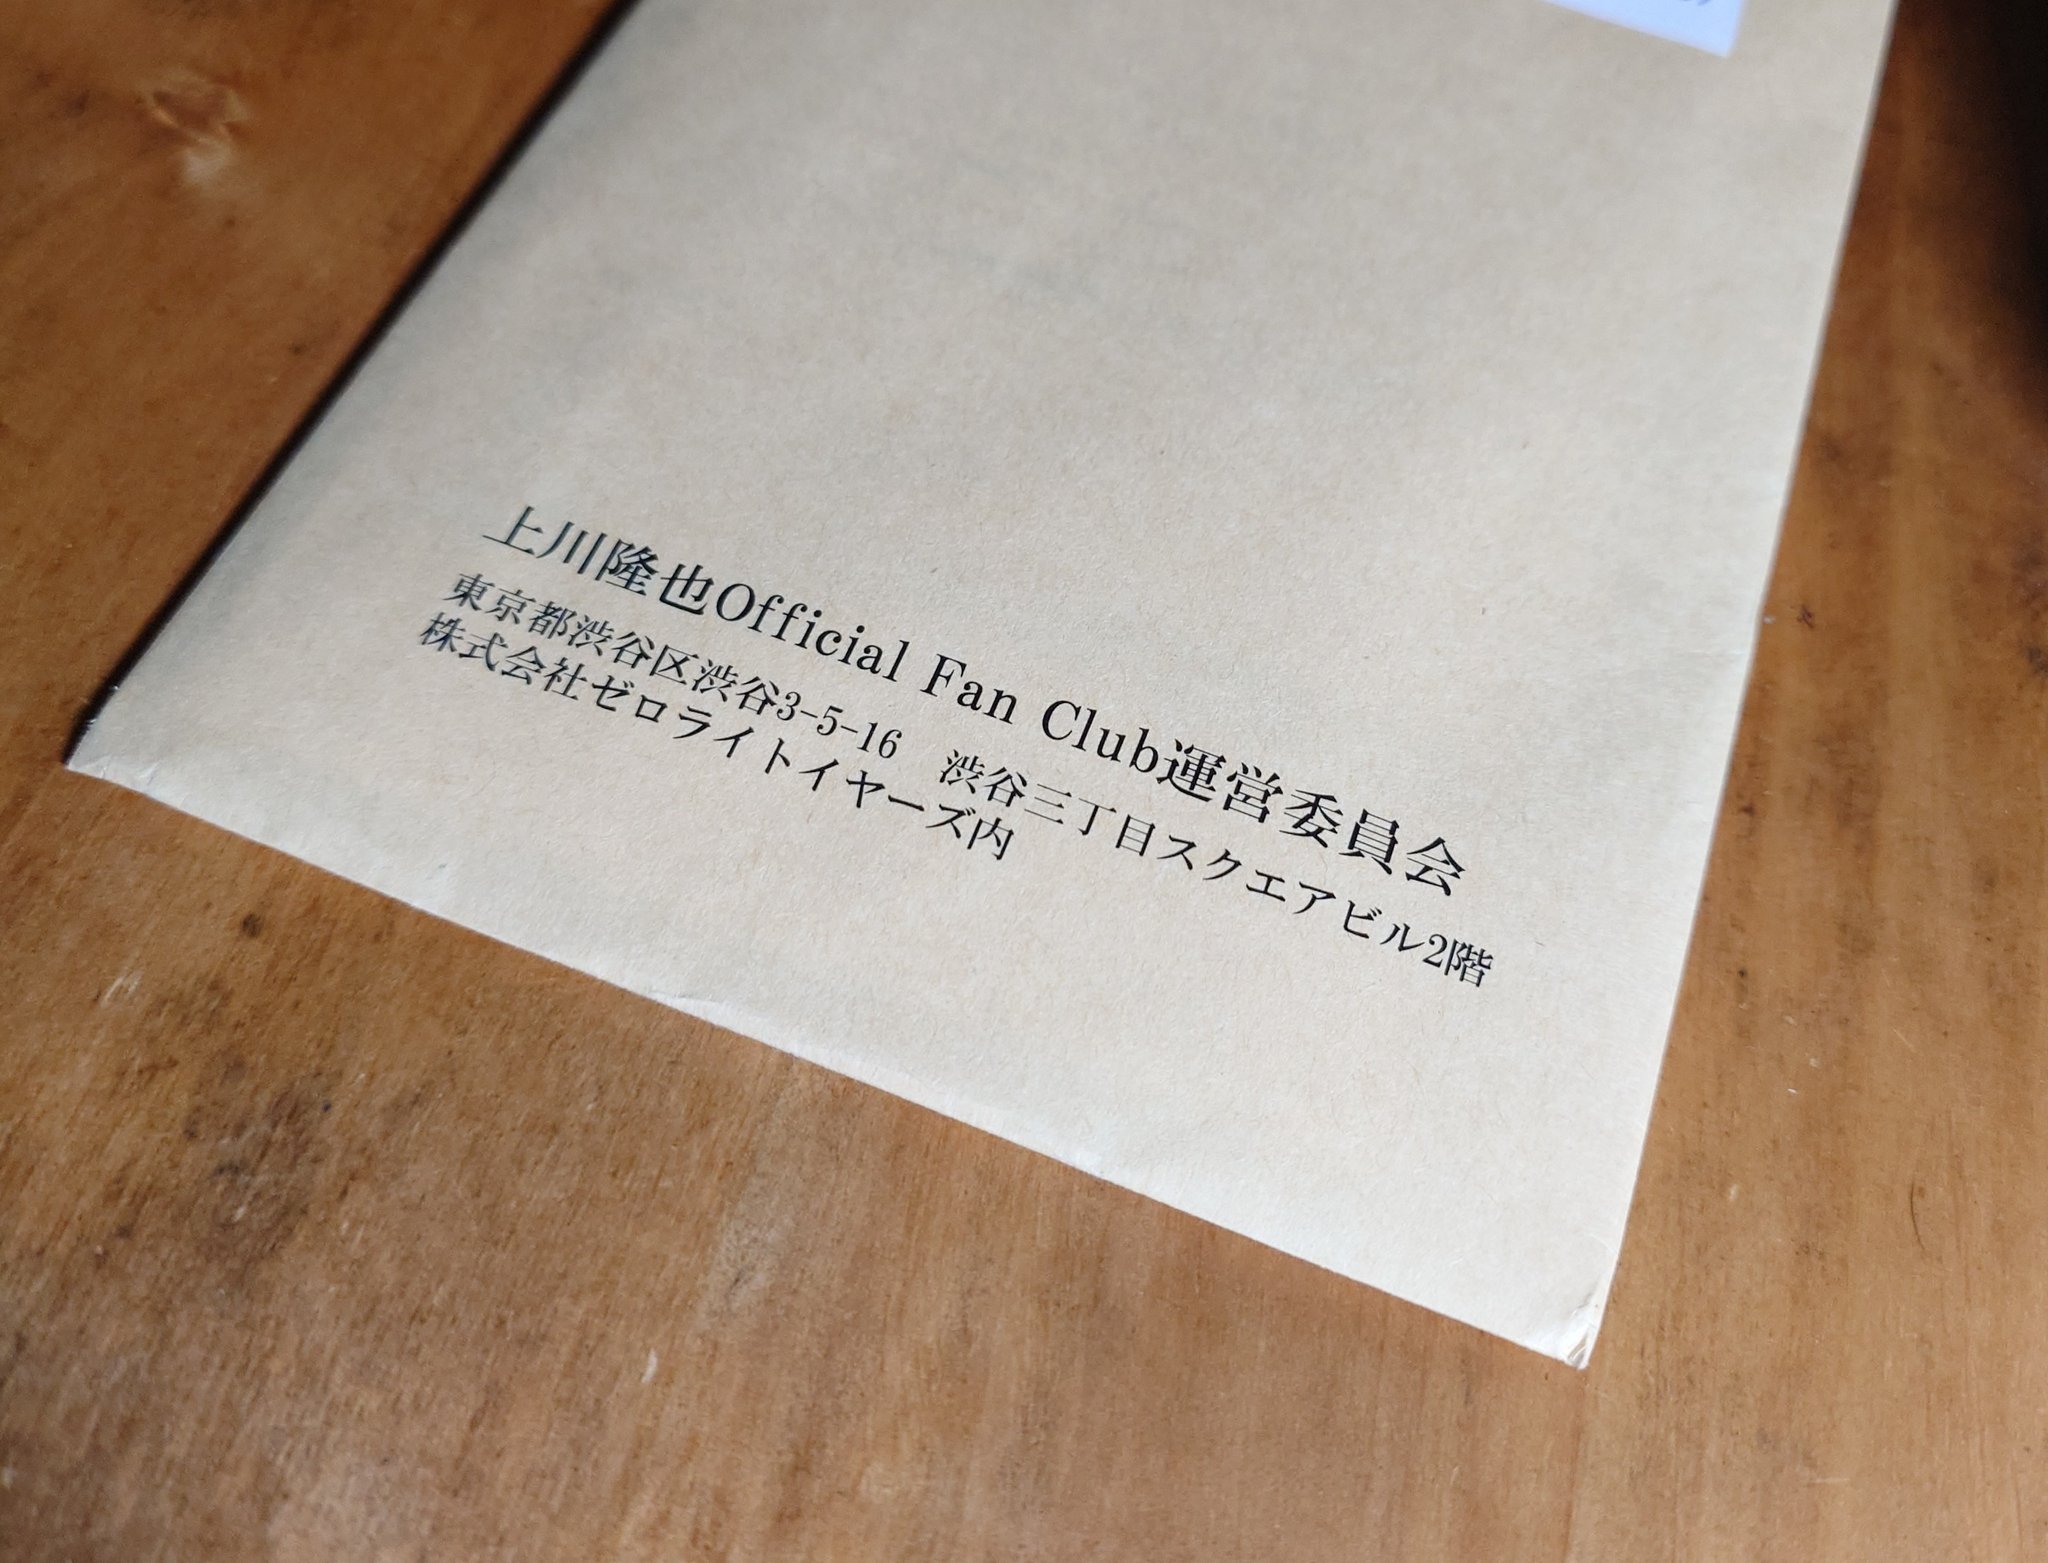 上川隆也Official Fan Club運営委員会
東京都渋谷区渋谷3-5-16　渋谷三丁目スクエアビル2階
株式会社ゼロライトイヤーズ内